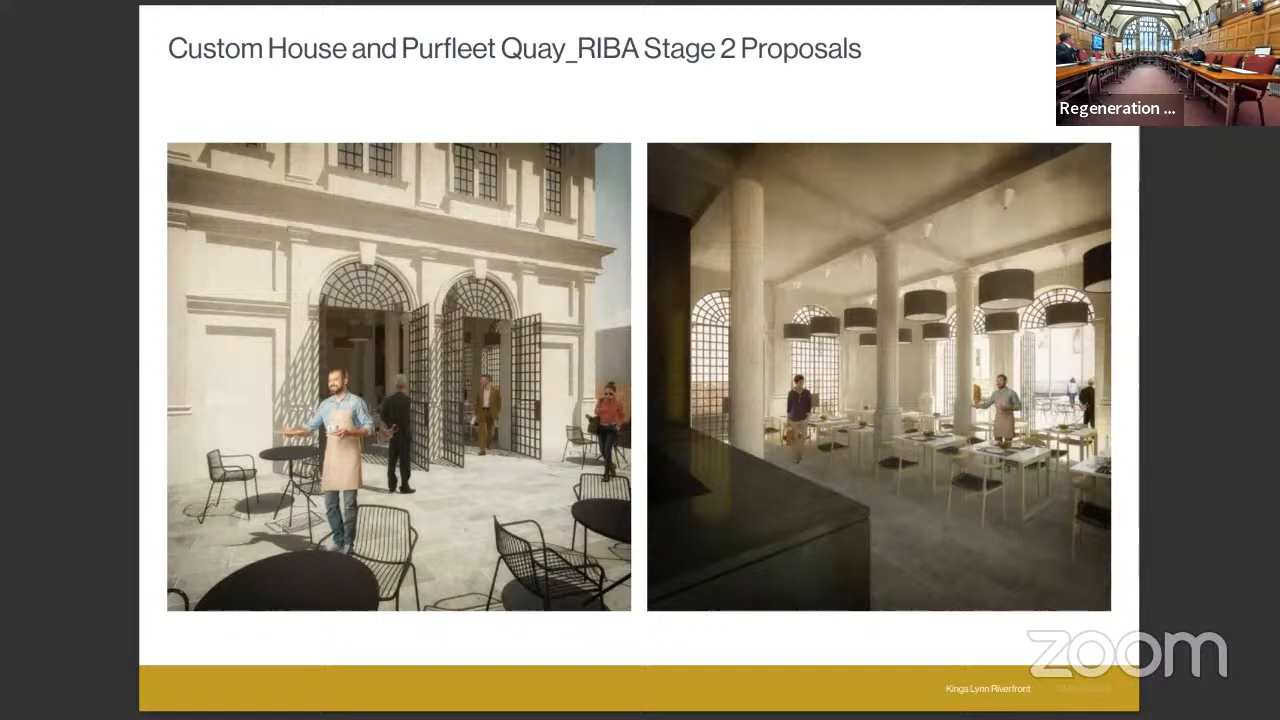 Custom House and Purfleet Quay_RIBA Stage 2 Proposals
Regeneration ...
zoom
Kings Lynn Riverfront